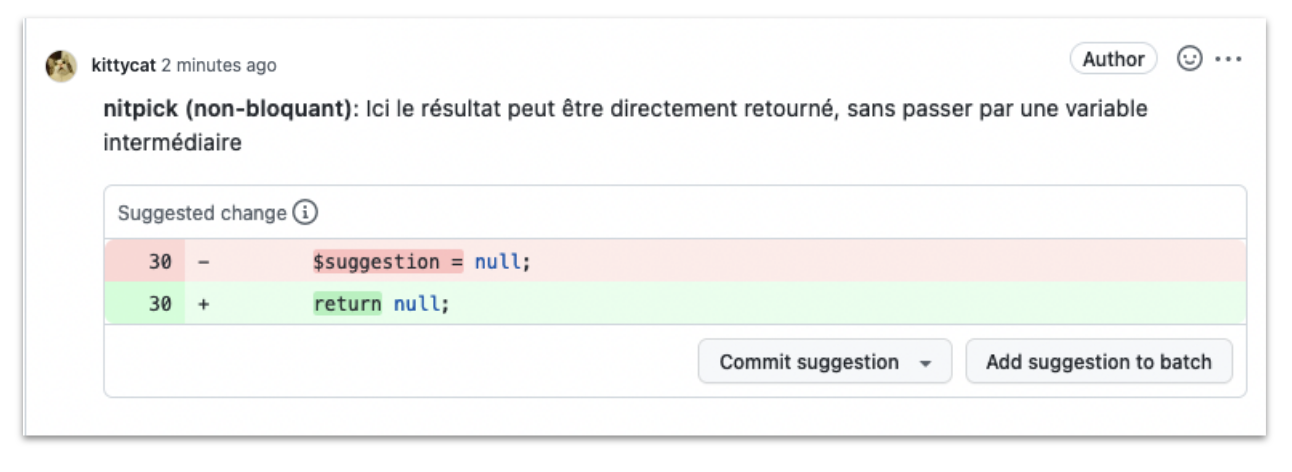 kittycat 2 minutes ago
Author
nitpick (non-bloquant): Ici le résultat peut être directement retourné, sans passer par une variable
intermédiaire
Suggested change
30 - $suggestion = null;
30 + return null;
Commit suggestion
Add suggestion to batch